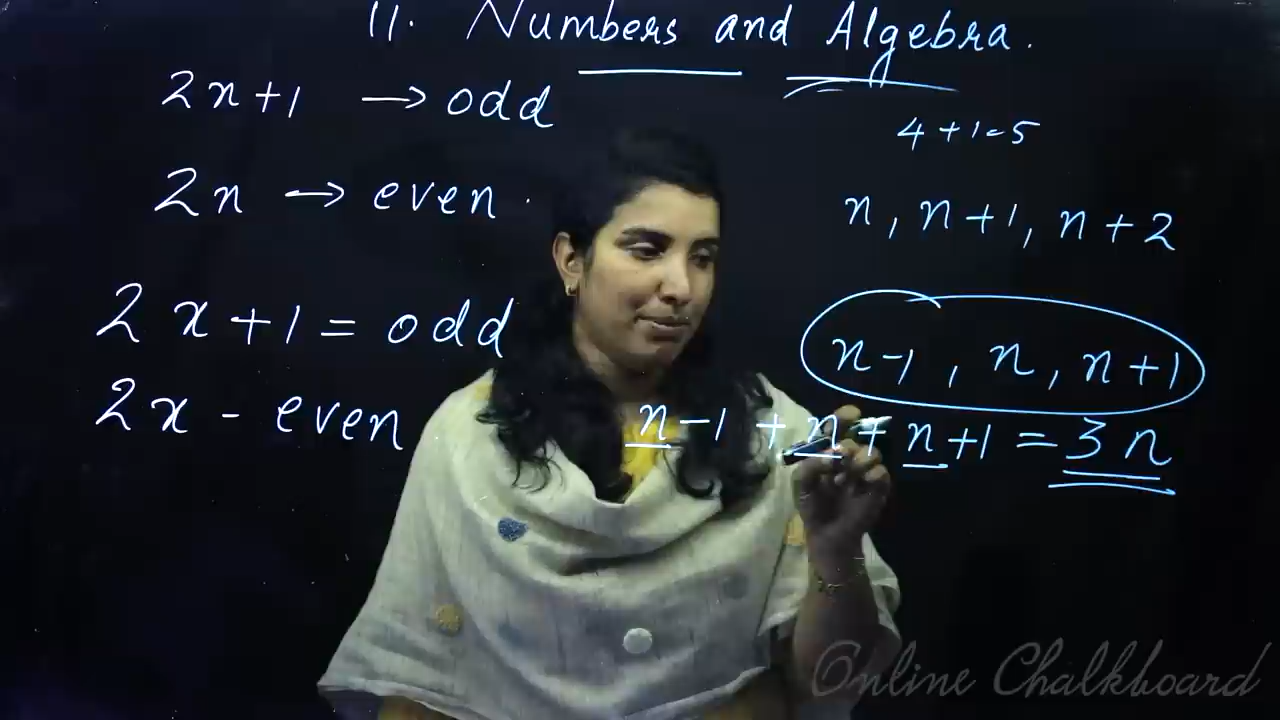 11. Numbers and Algebra.
2n+1 → odd
4+1=5
2n → even.
n, n+1, n+2
2x+1 = odd
n-1, n, n+1
2x - even
n-1 + n + n+1 = 3n
Online Chalkboard